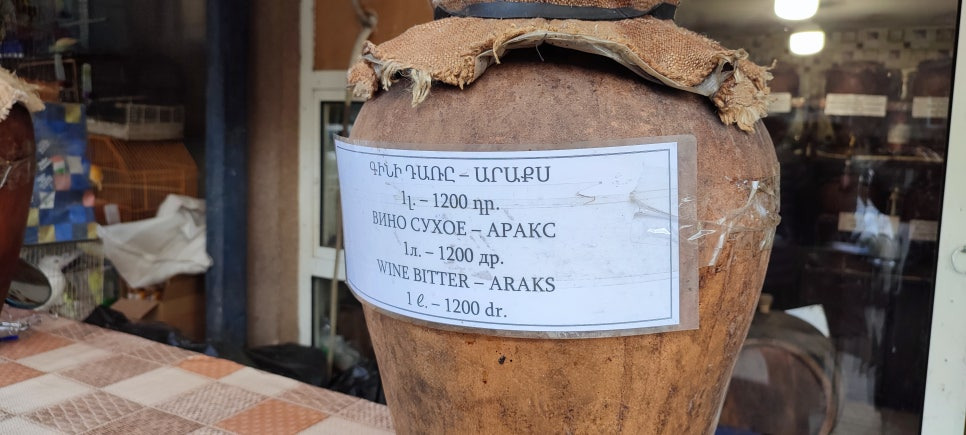 ԳԻՆԻ ԴԱՌԸ – ԱՐԱՔՍ
1լ. – 1200 դր.
ВИНО СУХОЕ – АРАКС
1л. – 1200 др.
WINE BITTER – ARAKS
1 ℓ. – 1200 dr.